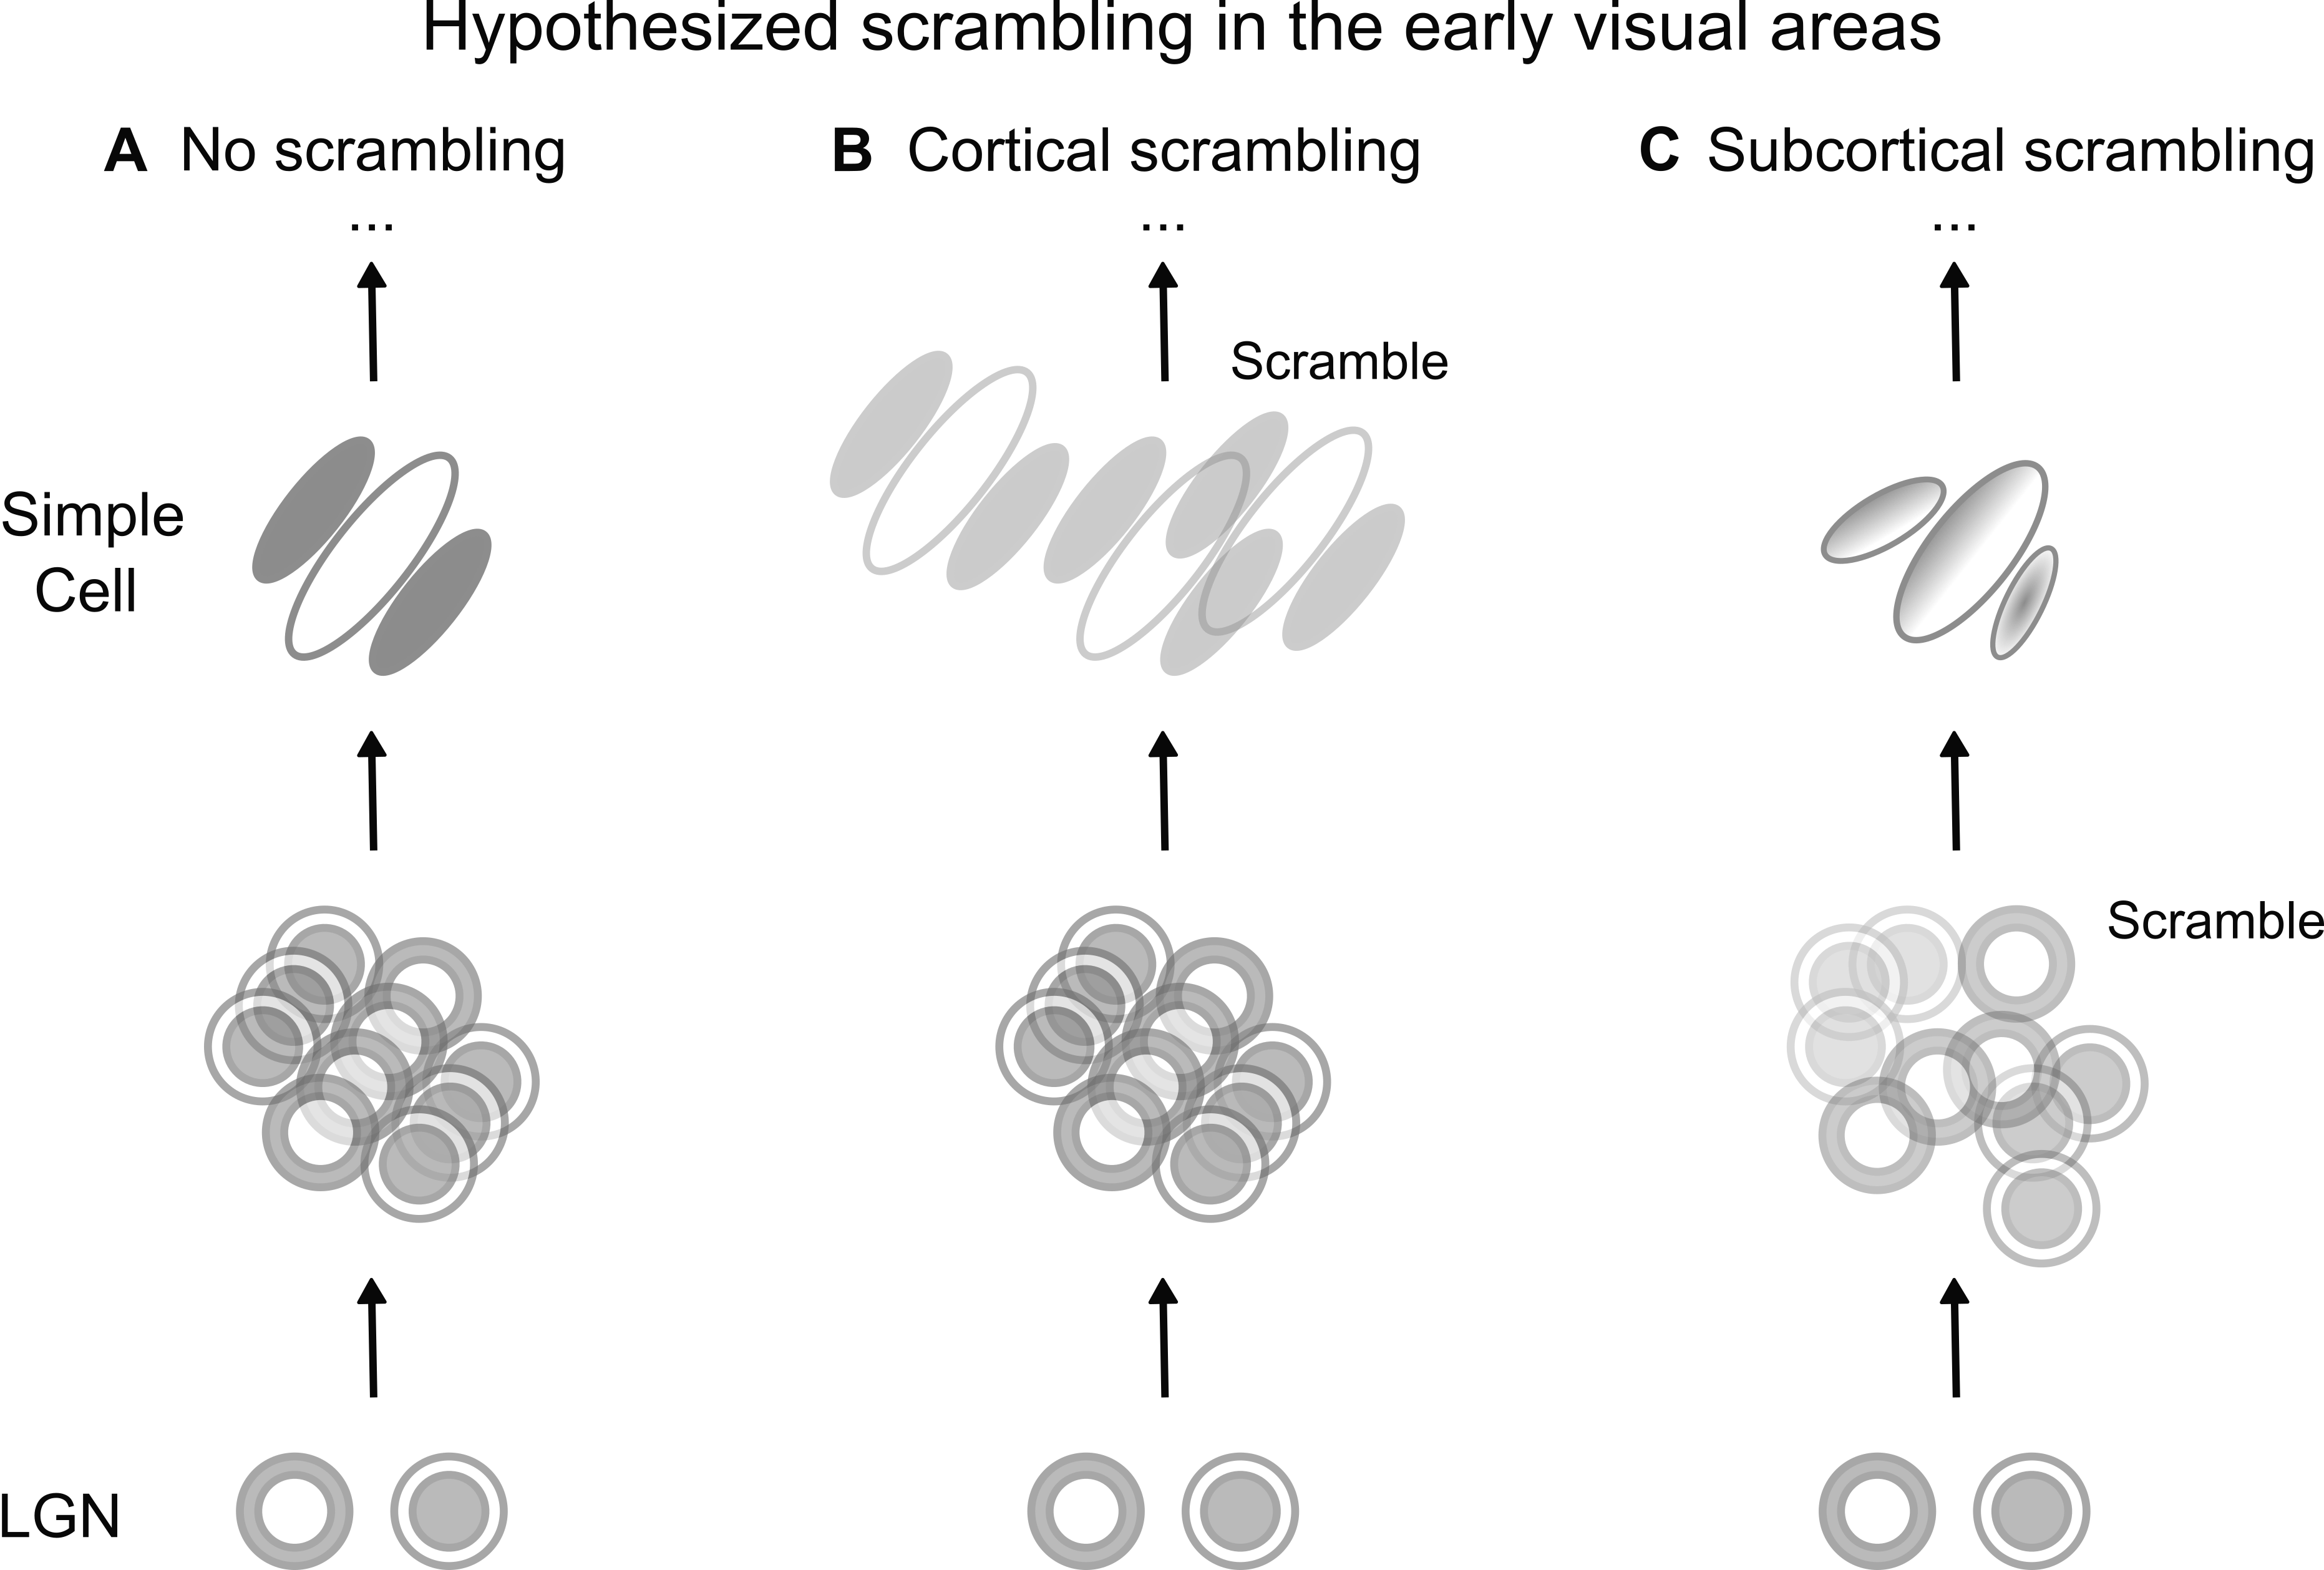 Hypothesized scrambling in the early visual areas
A No scrambling
B Cortical scrambling
C Subcortical scrambling
... ... ...
Scramble
Simple
Cell
Scramble
LGN